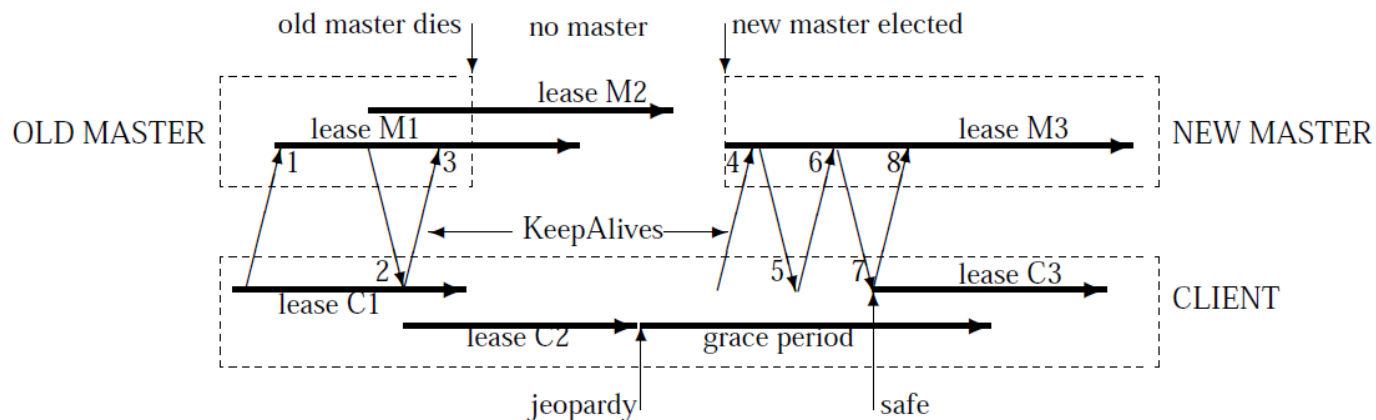 old master dies
no master
new master elected
lease M2
OLD MASTER
lease M1
lease M3
NEW MASTER
1
3
4
6
8
KeepAlives
2
5
7
lease C3
lease C1
CLIENT
lease C2
grace period
jeopardy
safe